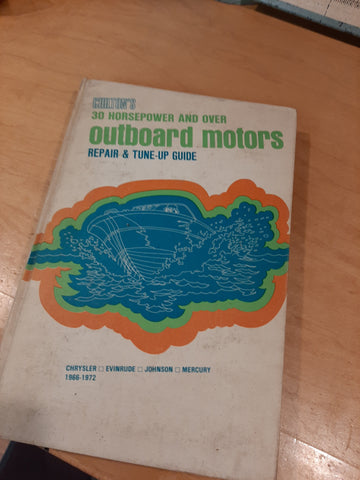 CHILTON'S
30 HORSEPOWER AND OVER
outboard motors
REPAIR & TUNE-UP GUIDE
CHRYSLER □ EVINRUDE □ JOHNSON □ MERCURY
1966-1972